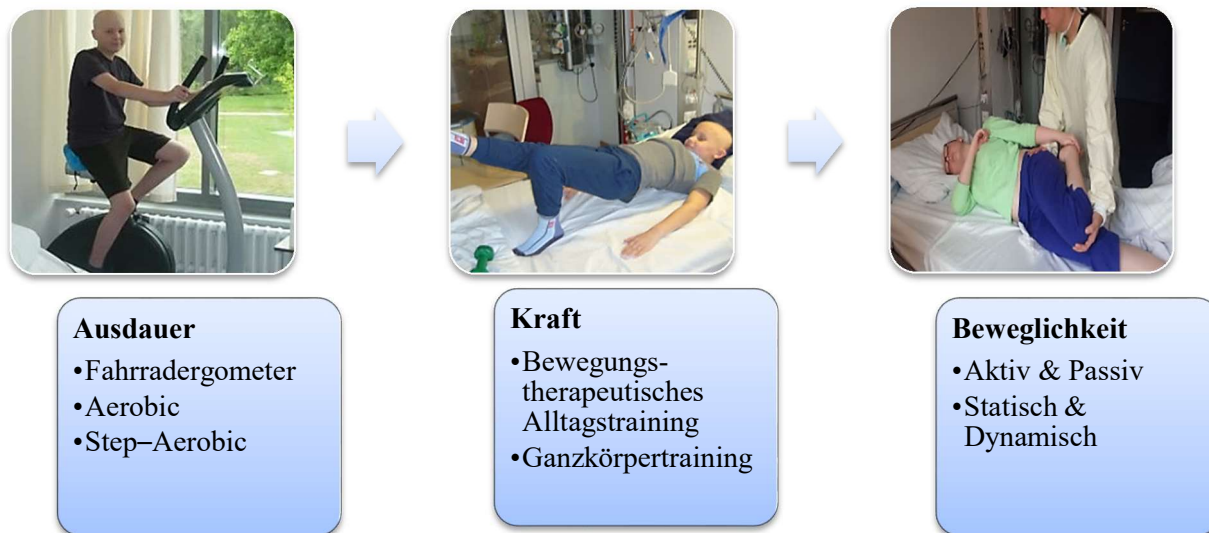 Ausdauer
•Fahrradergometer
•Aerobic
•Step–Aerobic
Kraft
•Bewegungs-
therapeutisches
Alltagstraining
•Ganzkörpertraining
Beweglichkeit
•Aktiv & Passiv
•Statisch &
Dynamisch